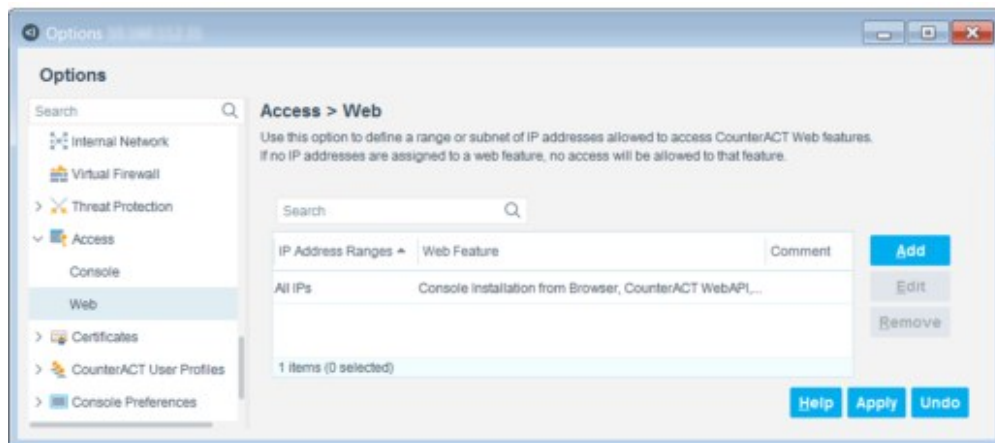 Options
Options
Search
Internal Network
Virtual Firewall
Threat Protection
Access
Console
Web
Certificates
CounterACT User Profiles
Console Preferences
Access > Web
Use this option to define a range or subnet of IP addresses allowed to access CounterACT Web features.
If no IP addresses are assigned to a web feature, no access will be allowed to that feature.
Search
IP Address Ranges Web Feature Comment
All IPs Console Installation from Browser, CounterACT WebAPI,...
1 items (0 selected)
Add
Edit
Remove
Help Apply Undo